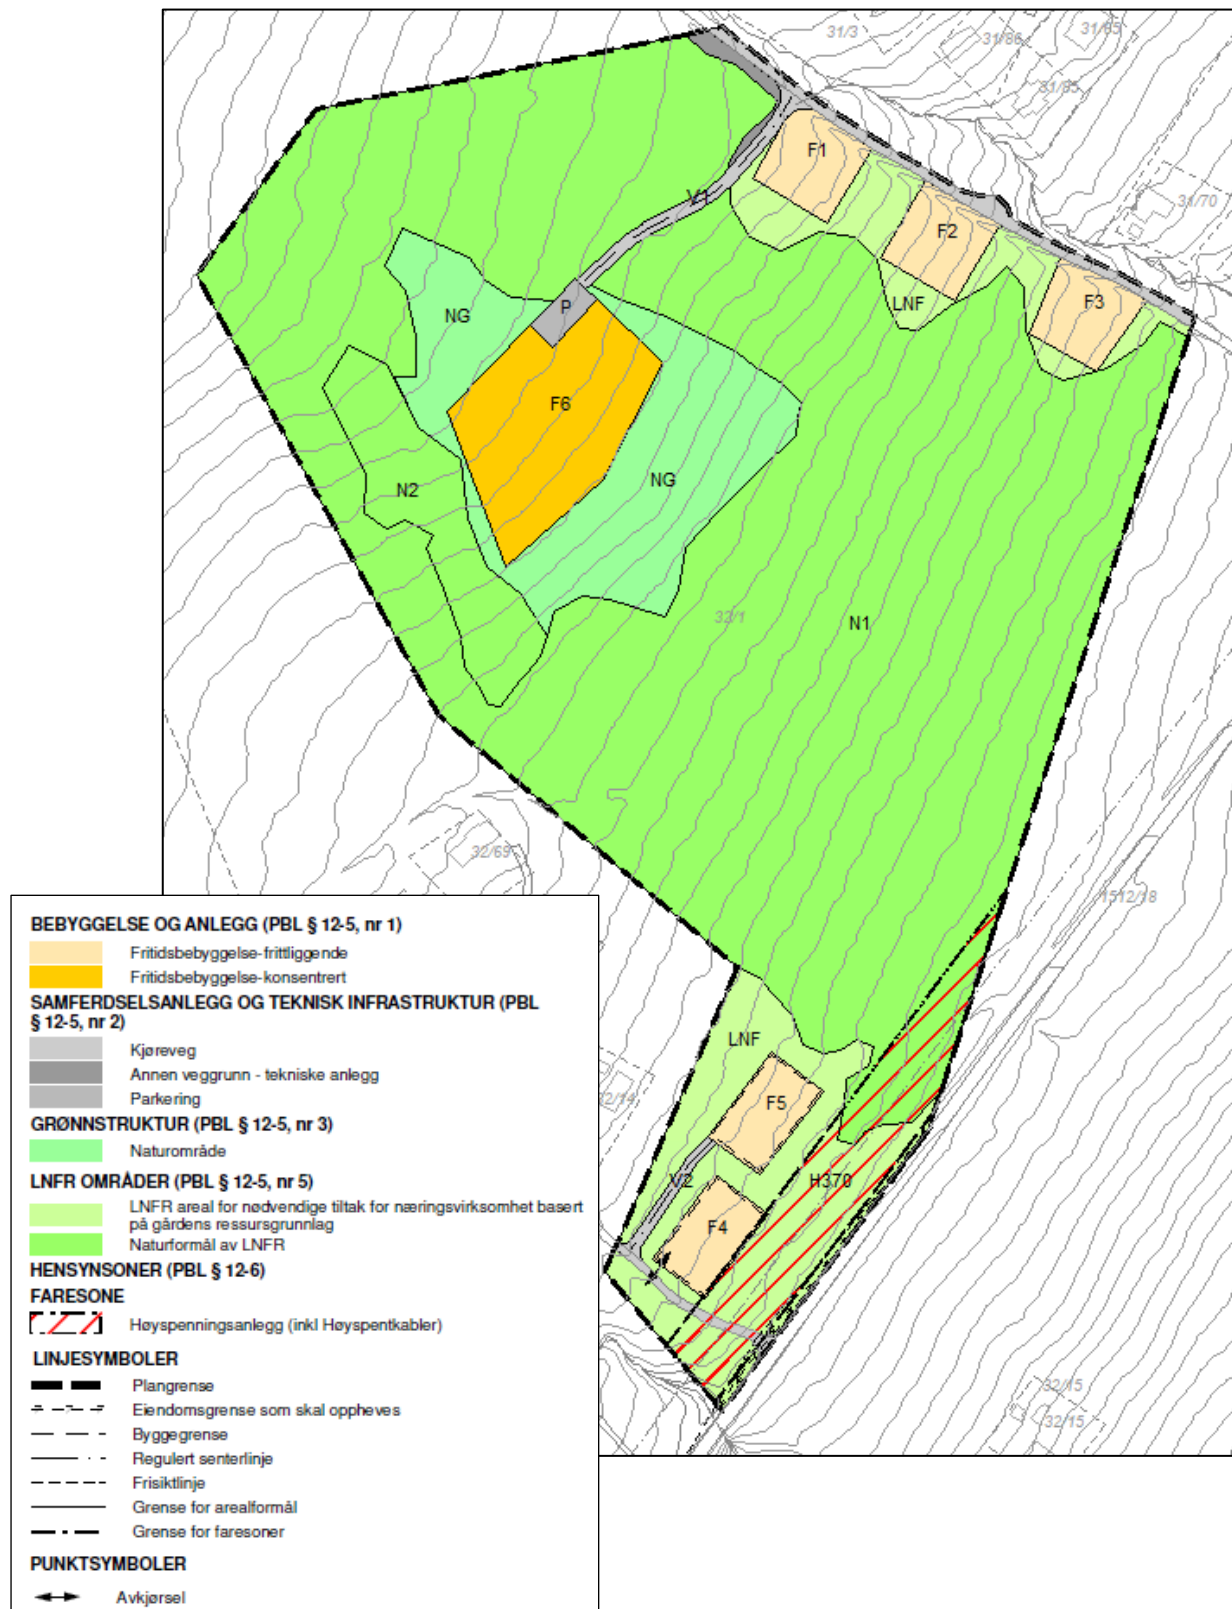 31/3
31/86
31/85
31/85
31/70
F1
V1
F2
LNF
F3
NG
P
F6
NG
N2
32/1
N1
32/69
1512/18
LNF
F5
V2
H370
F4
32/15
32/15
BEBYGGELSE OG ANLEGG (PBL § 12-5, nr 1)
Fritidsbebyggelse-frittliggende
Fritidsbebyggelse-konsentrert
SAMFERDSELSANLEGG OG TEKNISK INFRASTRUKTUR (PBL
§ 12-5, nr 2)
Kjøreveg
Annen veggrunn - tekniske anlegg
Parkering
GRØNNSTRUKTUR (PBL § 12-5, nr 3)
Naturområde
LNFR OMRÅDER (PBL § 12-5, nr 5)
LNFR areal for nødvendige tiltak for næringsvirksomhet basert
på gårdens ressursgrunnlag
Naturformål av LNFR
HENSYNSONER (PBL § 12-6)
FARESONE
Høyspenningsanlegg (inkl Høyspentkabler)
LINJESYMBOLER
Plangrense
Eiendomsgrense som skal oppheves
Byggegrense
Regulert senterlinje
Frisiktlinje
Grense for arealformål
Grense for faresoner
PUNKTSYMBOLER
Avkjørsel